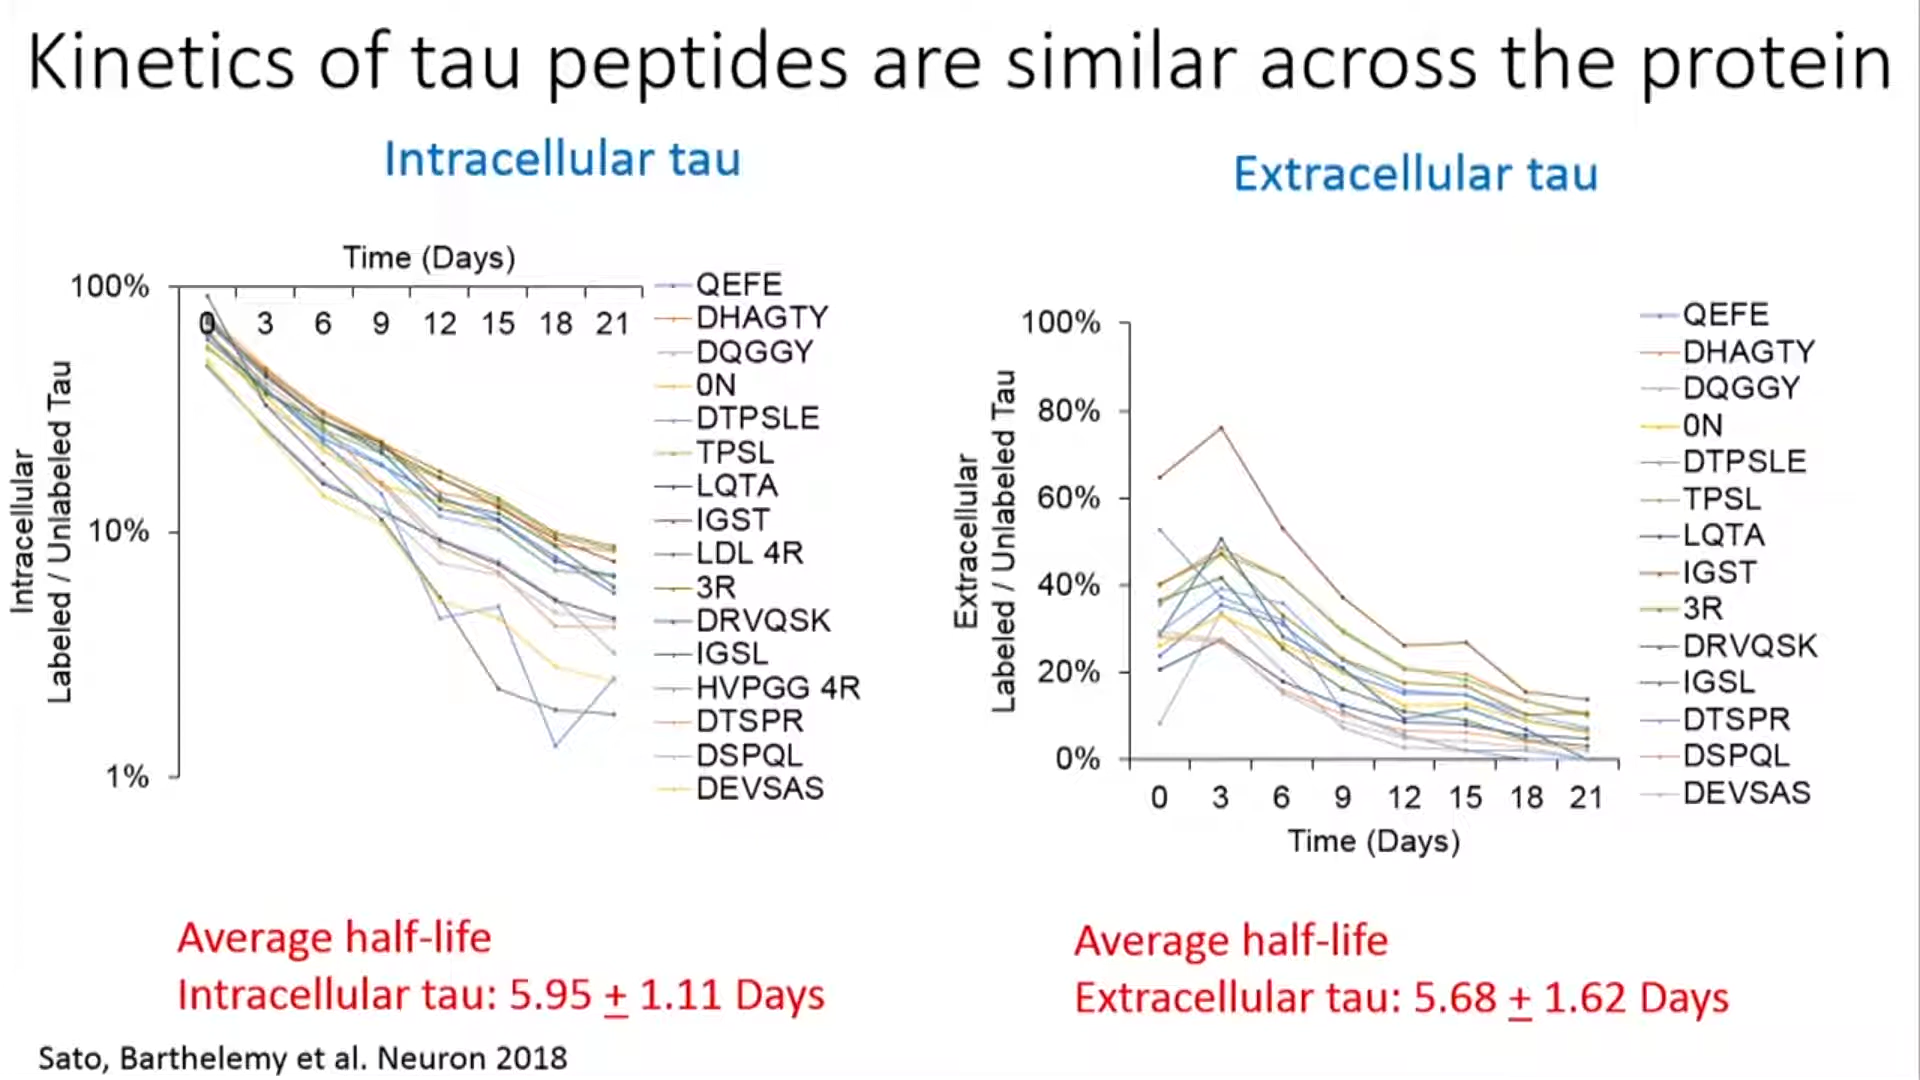 Kinetics of tau peptides are similar across the protein
Intracellular tau
Time (Days)
100%
10%
1%
0 3 6 9 12 15 18 21
Intracellular
Labeled / Unlabeled Tau
QEFE
DHAGTY
DQGGY
0N
DTPSLE
TPSL
LQTA
IGST
LDL 4R
3R
DRVQSK
IGSL
HVPGG 4R
DTSPR
DSPQL
DEVSAS
Average half-life
Intracellular tau: 5.95 + 1.11 Days
Extracellular tau
100%
80%
60%
40%
20%
0%
Extracellular
Labeled / Unlabeled Tau
0 3 6 9 12 15 18 21
Time (Days)
QEFE
DHAGTY
DQGGY
0N
DTPSLE
TPSL
LQTA
IGST
3R
DRVQSK
IGSL
DTSPR
DSPQL
DEVSAS
Average half-life
Extracellular tau: 5.68 + 1.62 Days
Sato, Barthelemy et al. Neuron 2018